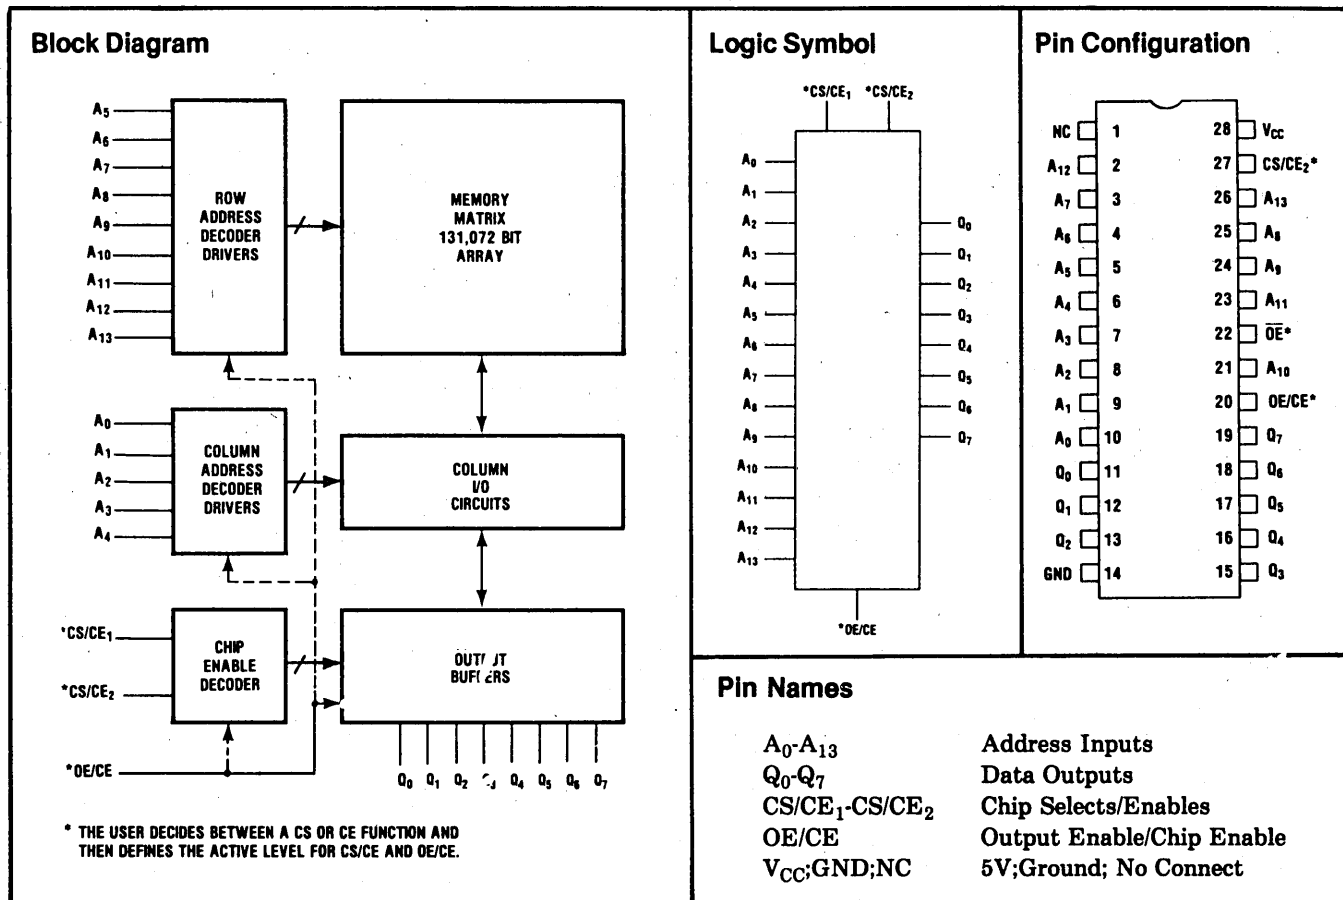 Block Diagram
A5
A6
A7
A8
A9
A10
A11
A12
A13
ROW
ADDRESS
DECODER
DRIVERS
MEMORY
MATRIX
131,072 BIT
ARRAY
A0
A1
A2
A3
A4
COLUMN
ADDRESS
DECODER
DRIVERS
COLUMN
I/O
CIRCUITS
*CS/CE1
*CS/CE2
CHIP
ENABLE
DECODER
BUFFERS
*OE/CE
Q0 Q1 Q2 Q4 Q5 Q6 Q7
* THE USER DECIDES BETWEEN A CS OR CE FUNCTION AND
THEN DEFINES THE ACTIVE LEVEL FOR CS/CE AND OE/CE.
Logic Symbol
*CS/CE1 *CS/CE2
A0
A1
A2
A3
A4
A5
A6
A7
A8
A9
A10
A11
A12
A13
Q0
Q1
Q2
Q3
Q4
Q5
Q6
Q7
*OE/CE
Pin Configuration
NC 1 28 VCC
A12 2 27 CS/CE2*
A7 3 26 A13
A6 4 25 A8
A5 5 24 A9
A4 6 23 A11
A3 7 22 O̅E̅*
A2 8 21 A10
A1 9 20 OE/CE*
A0 10 19 Q7
Q0 11 18 Q6
Q1 12 17 Q5
Q2 13 16 Q4
GND 14 15 Q3
Pin Names
A0-A13 Address Inputs
Q0-Q7 Data Outputs
CS/CE1-CS/CE2 Chip Selects/Enables
OE/CE Output Enable/Chip Enable
VCC;GND;NC 5V;Ground; No Connect